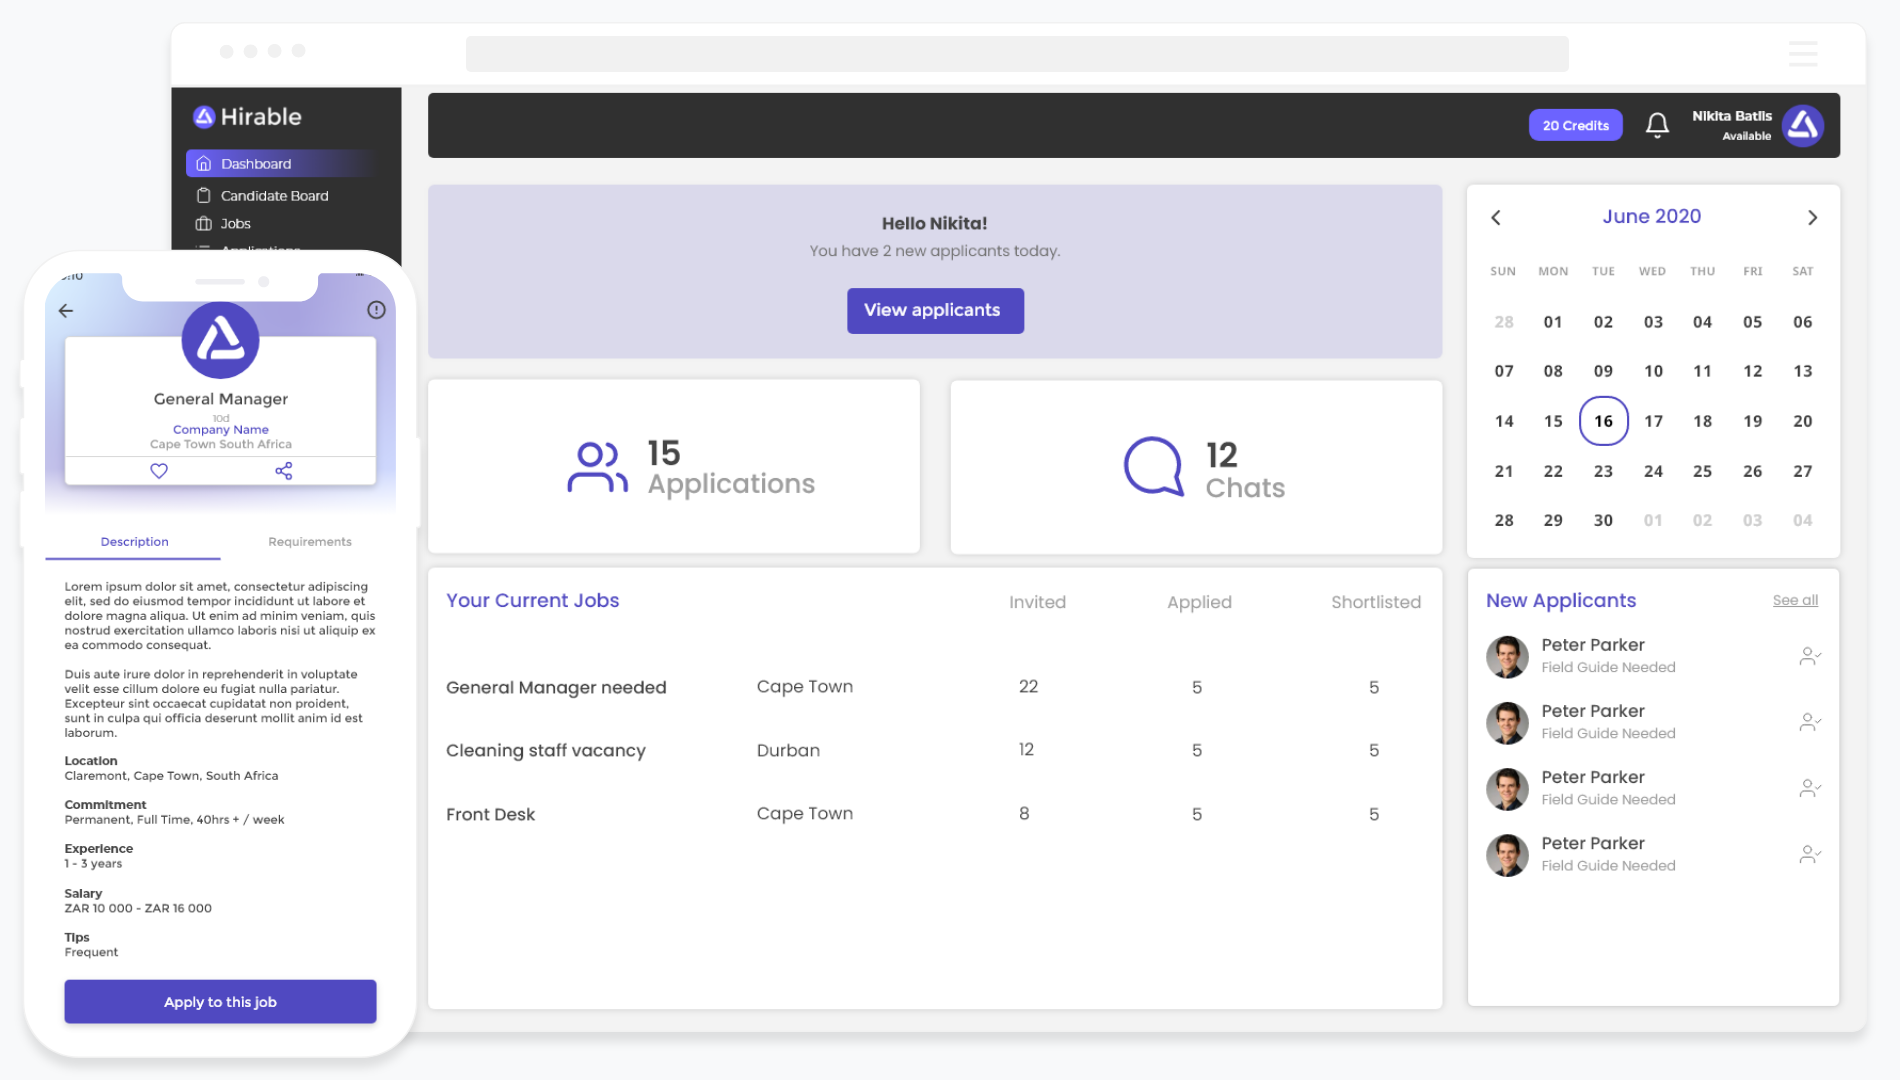 Hirable
Dashboard
Candidate Board
Jobs
Applications
20 Credits
Nikita Batlis
Available
Hello Nikita!
You have 2 new applicants today.
View applicants
15
Applications
12
Chats
Your Current Jobs Invited Applied Shortlisted
General Manager needed Cape Town 22 5 5
Cleaning staff vacancy Durban 12 5 5
Front Desk Cape Town 8 5 5
June 2020
SUN MON TUE WED THU FRI SAT
28 01 02 03 04 05 06
07 08 09 10 11 12 13
14 15 16 17 18 19 20
21 22 23 24 25 26 27
28 29 30 01 02 03 04
New Applicants See all
Peter Parker
Field Guide Needed
Peter Parker
Field Guide Needed
Peter Parker
Field Guide Needed
Peter Parker
Field Guide Needed
General Manager
10d
Company Name
Cape Town South Africa
Description Requirements
Lorem ipsum dolor sit amet, consectetur adipiscing
elit, sed do eiusmod tempor incididunt ut labore et
dolore magna aliqua. Ut enim ad minim veniam, quis
nostrud exercitation ullamco laboris nisi ut aliquip ex
ea commodo consequat.
Duis aute irure dolor in reprehenderit in voluptate
velit esse cillum dolore eu fugiat nulla pariatur.
Excepteur sint occaecat cupidatat non proident,
sunt in culpa qui officia deserunt mollit anim id est
laborum.
Location
Claremont, Cape Town, South Africa
Commitment
Permanent, Full Time, 40hrs + / week
Experience
1 - 3 years
Salary
ZAR 10 000 - ZAR 16 000
Tips
Frequent
Apply to this job